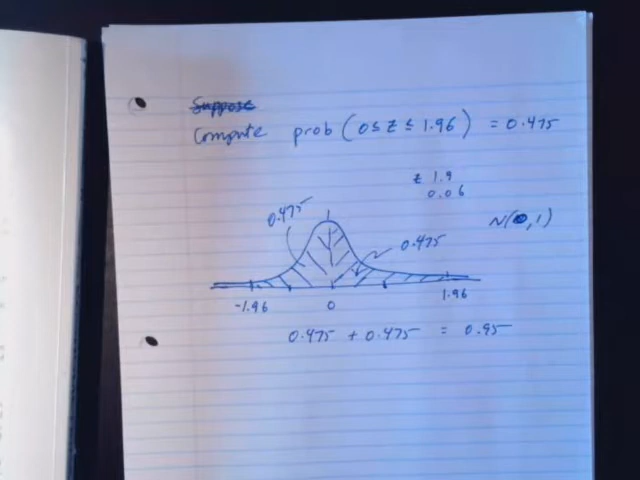 Suppose
Compute prob (0 ≤ z ≤ 1.96) = 0.475
z 1.9
0.06
0.475
N(0,1)
0.475
-1.96 0 1.96
0.475 + 0.475 = 0.95